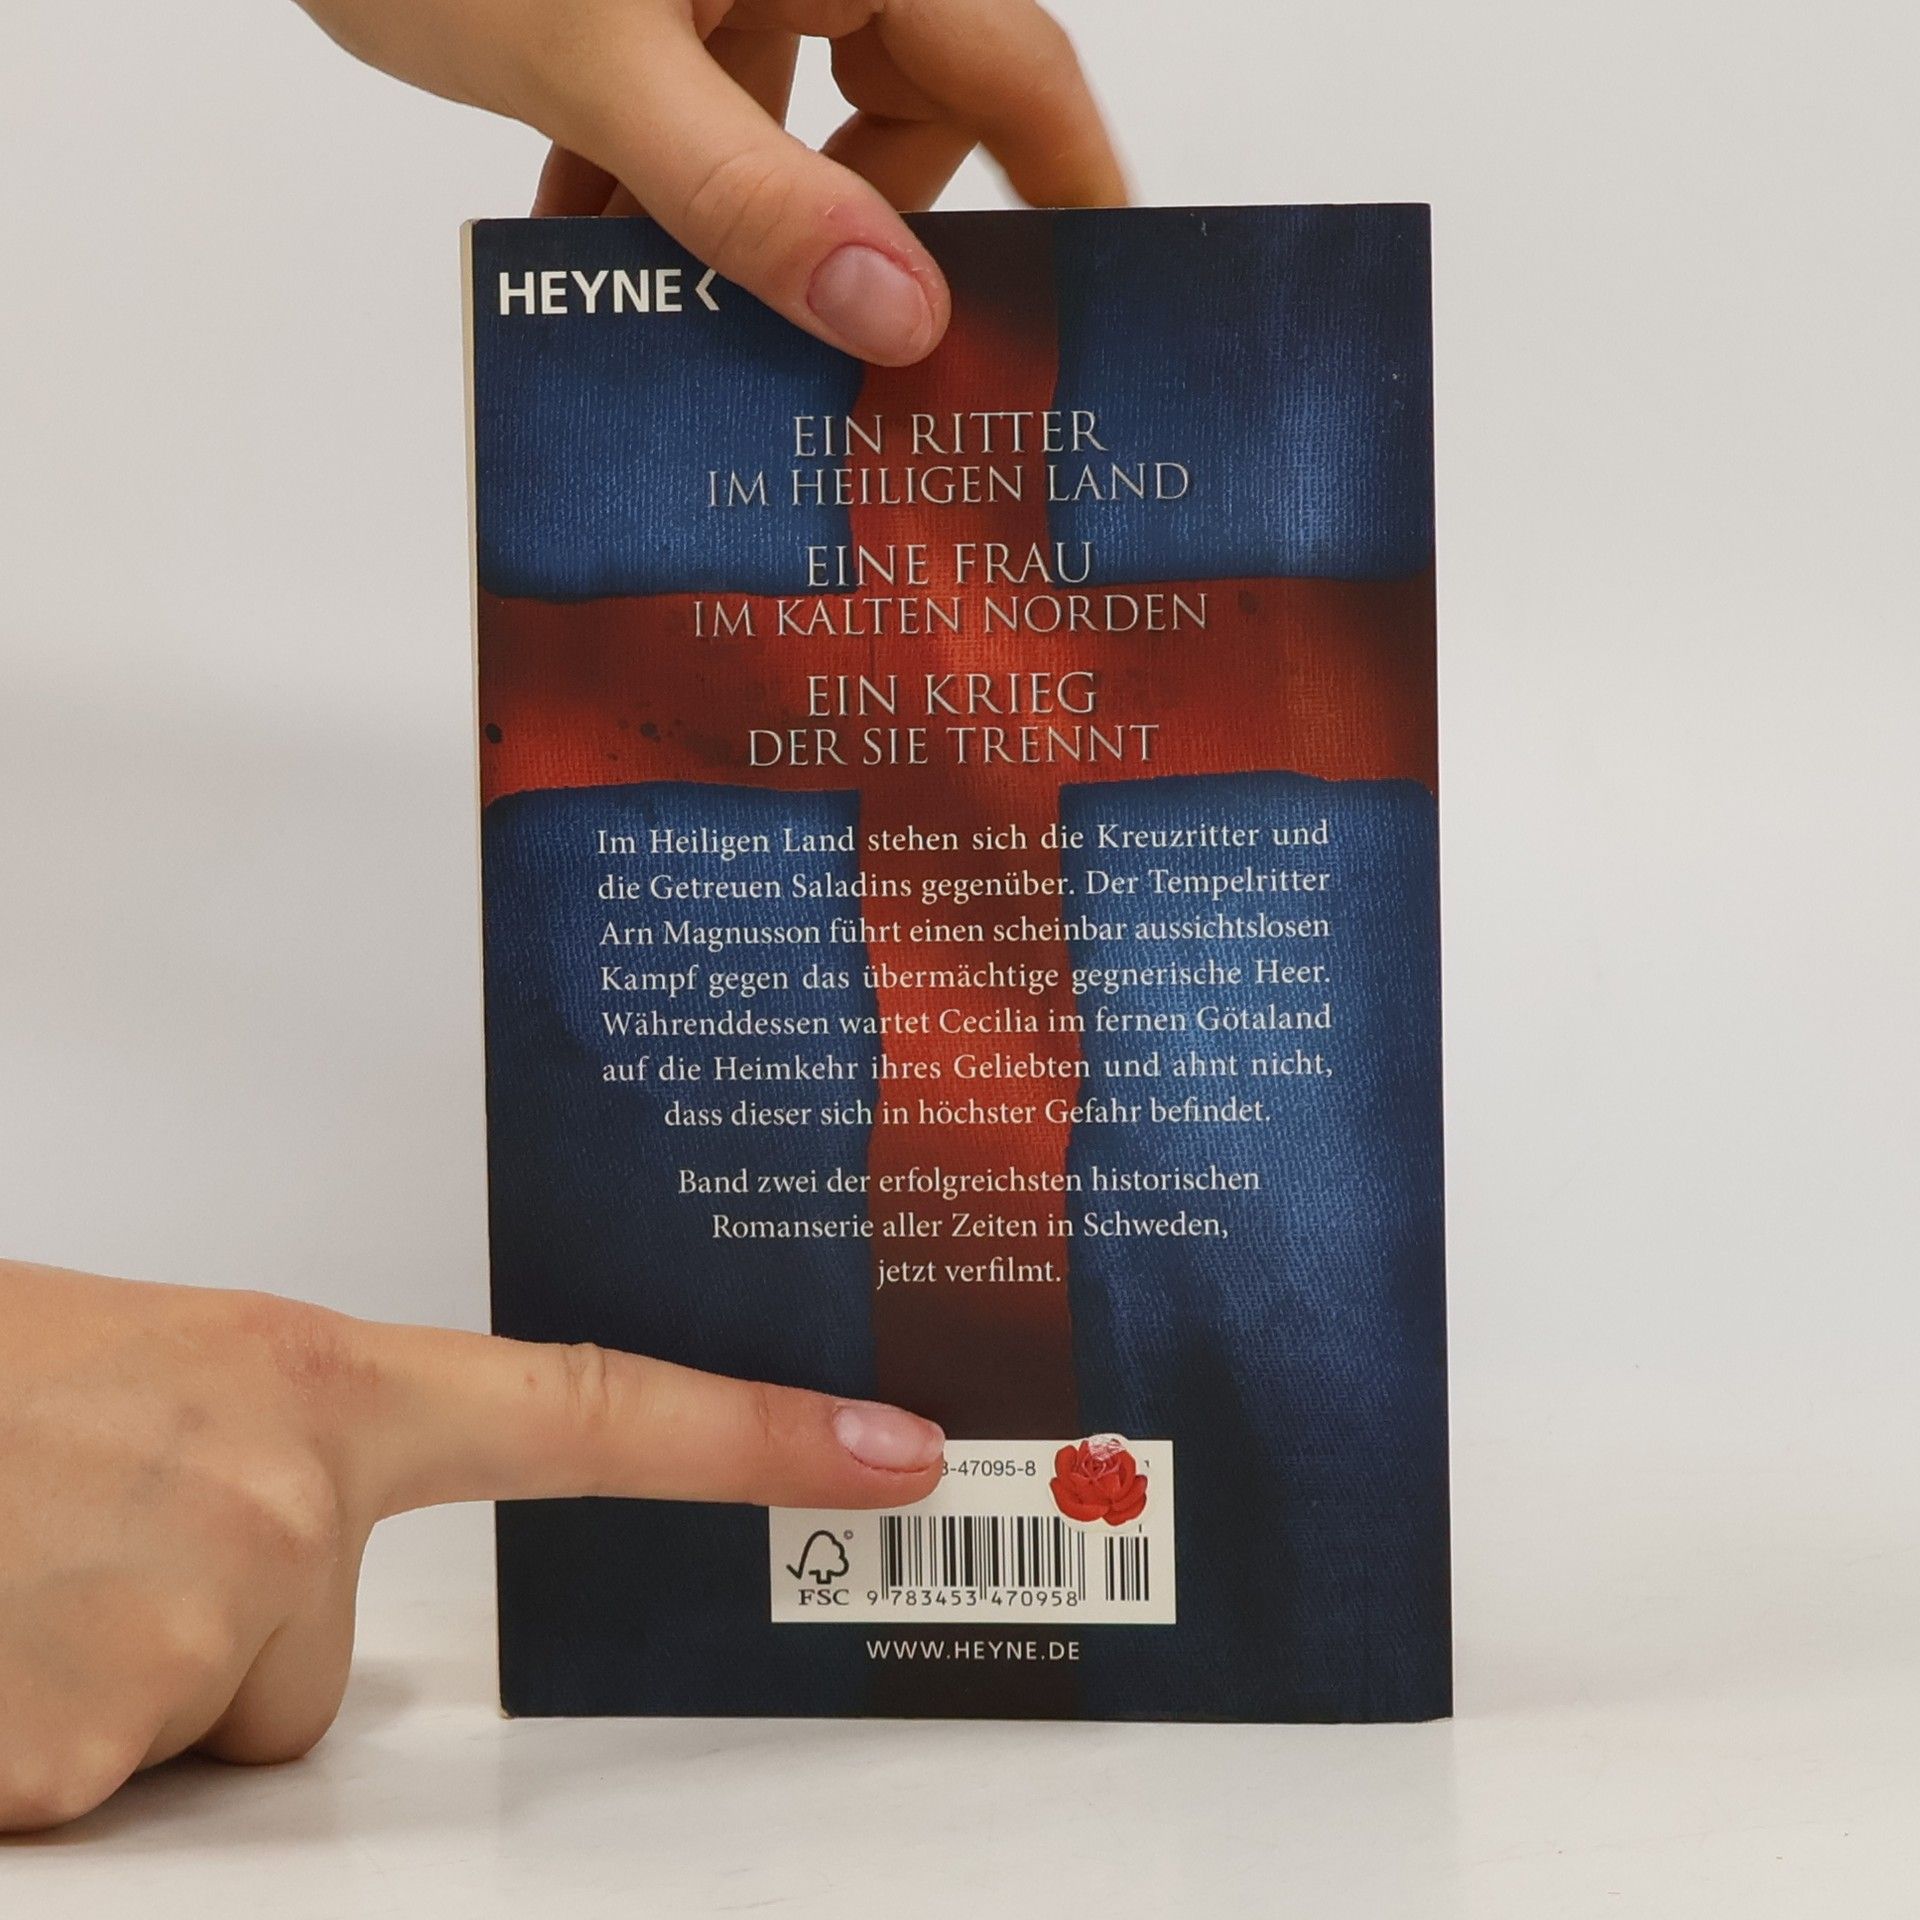 HEYNE
EIN RITTER
IM HEILIGEN LAND
EINE FRAU
IM KALTEN NORDEN
EIN KRIEG
DER SIE TRENNT
Im Heiligen Land stehen sich die Kreuzritter und
die Getreuen Saladins gegenüber. Der Tempelritter
Arn Magnusson führt einen scheinbar aussichtslosen
Kampf gegen das übermächtige gegnerische Heer.
Währenddessen wartet Cecilia im fernen Götaland
auf die Heimkehr ihres Geliebten und ahnt nicht,
dass dieser sich in höchster Gefahr befindet.
Band zwei der erfolgreichsten historischen
Romanserie aller Zeiten in Schweden,
jetzt verfilmt.
3-47095-8
©
FSC 9 783453 470958
WWW.HEYNE.DE